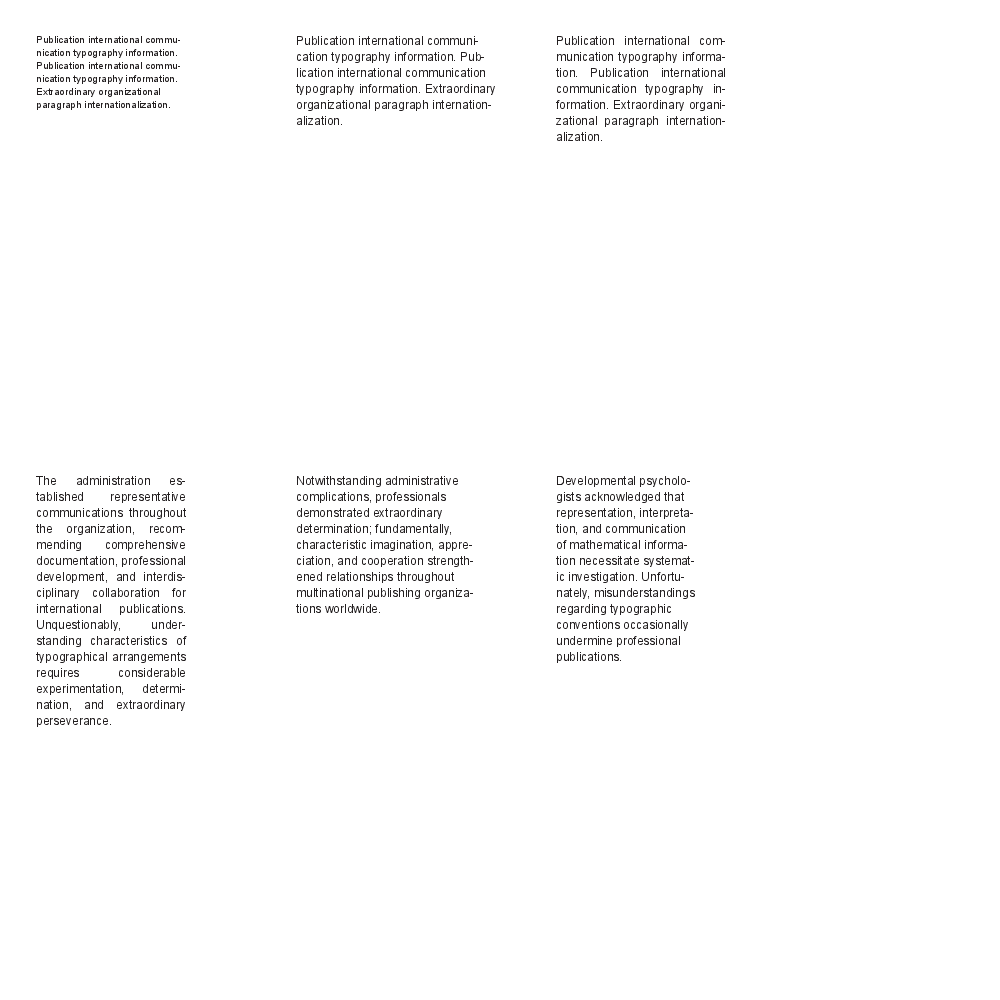 Publication international commu-
nication typography information.
Publication international commu-
nication typography information.
Extraordinary organizational
paragraph internationalization.
Publication international communi-
cation typography information. Pub-
lication international communication
typography information. Extraordinary
organizational paragraph internation-
alization.
Publication international com-
munication typography informa-
tion. Publication international
communication typography in-
formation. Extraordinary organi-
zational paragraph internation-
alization.
The administration es-
tablished representative
communications throughout
the organization, recom-
mending comprehensive
documentation, professional
development, and interdis-
ciplinary collaboration for
international publications.
Unquestionably, under-
standing characteristics of
typographical arrangements
requires considerable
experimentation, determi-
nation, and extraordinary
perseverance.
Notwithstanding administrative
complications, professionals
demonstrated extraordinary
determination; fundamentally,
characteristic imagination, appre-
ciation, and cooperation strength-
ened relationships throughout
multinational publishing organiza-
tions worldwide.
Developmental psycholo-
gists acknowledged that
representation, interpreta-
tion, and communication
of mathematical informa-
tion necessitate systemat-
ic investigation. Unfortu-
nately, misunderstandings
regarding typographic
conventions occasionally
undermine professional
publications.